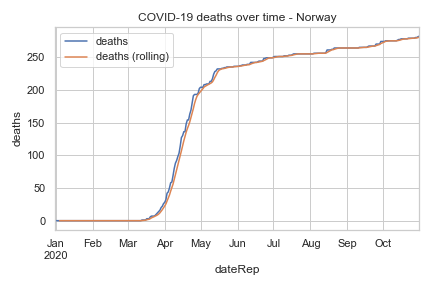 COVID-19 deaths over time - Norway
deaths
deaths (rolling)
deaths
250
200
150
100
50
0
Jan Feb Mar Apr May Jun Jul Aug Sep Oct
2020
dateRep